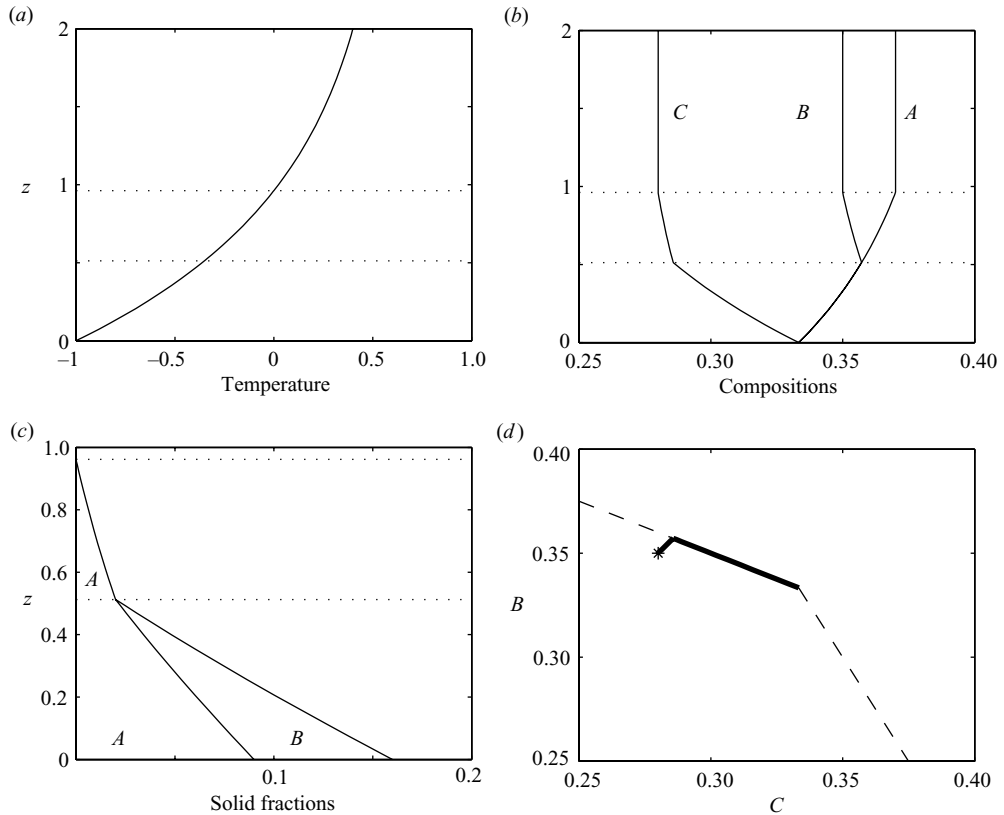 (a)
2
1
0
z
–1
–0.5
0
0.5
1.0
Temperature
(b)
2
1
0
C
B
A
0.25
0.30
0.35
0.40
Compositions
(c)
1.0
0.8
0.6
0.4
0.2
0
z
A
A
B
0.1
0.2
Solid fractions
(d)
0.40
0.35
0.30
0.25
B
0.25
0.30
0.35
0.40
C